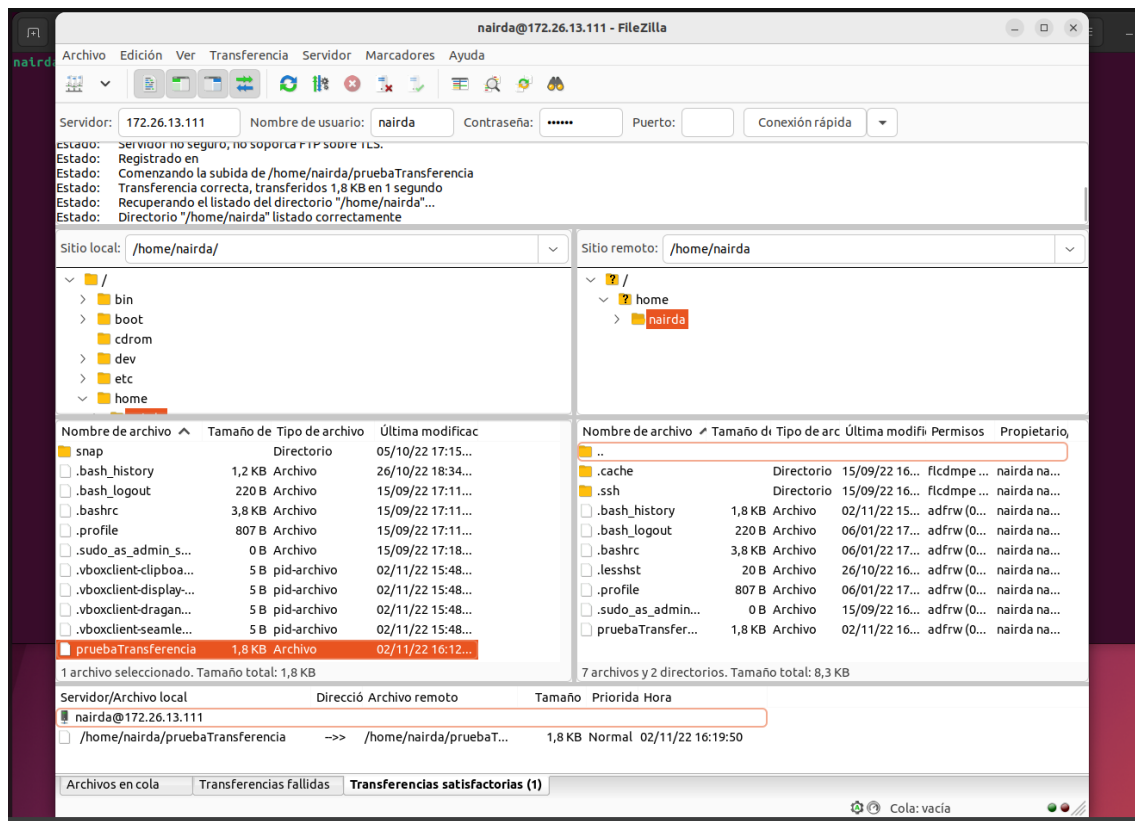 nairda@172.26.13.111 - FileZilla
Archivo Edición Ver Transferencia Servidor Marcadores Ayuda
nairda
Servidor: 172.26.13.111 Nombre de usuario: nairda Contraseña: •••••• Puerto: Conexión rápida
Estado: Servidor no seguro, no soporta FTP sobre TLS.
Estado: Registrado en
Estado: Comenzando la subida de /home/nairda/pruebaTransferencia
Estado: Transferencia correcta, transferidos 1,8 KB en 1 segundo
Estado: Recuperando el listado del directorio "/home/nairda"...
Estado: Directorio "/home/nairda" listado correctamente
Sitio local: /home/nairda/
/
bin
boot
cdrom
dev
etc
home
Sitio remoto: /home/nairda
/
home
nairda
Nombre de archivo Tamaño de Tipo de archivo Última modificac
snap Directorio 05/10/22 17:15...
.bash_history 1,2 KB Archivo 26/10/22 18:34...
.bash_logout 220 B Archivo 15/09/22 17:11...
.bashrc 3,8 KB Archivo 15/09/22 17:11...
.profile 807 B Archivo 15/09/22 17:11...
.sudo_as_admin_s... 0 B Archivo 15/09/22 17:18...
.vboxclient-clipboa... 5 B pid-archivo 02/11/22 15:48...
.vboxclient-display-... 5 B pid-archivo 02/11/22 15:48...
.vboxclient-dragan... 5 B pid-archivo 02/11/22 15:48...
.vboxclient-seamle... 5 B pid-archivo 02/11/22 15:48...
pruebaTransferencia 1,8 KB Archivo 02/11/22 16:12...
1 archivo seleccionado. Tamaño total: 1,8 KB
Nombre de archivo Tamaño de Tipo de arc Última modifi Permisos Propietario,
..
.cache Directorio 15/09/22 16... flcdmpe ... nairda na...
.ssh Directorio 15/09/22 16... flcdmpe ... nairda na...
.bash_history 1,8 KB Archivo 02/11/22 15... adfrw (0... nairda na...
.bash_logout 220 B Archivo 06/01/22 17... adfrw (0... nairda na...
.bashrc 3,8 KB Archivo 06/01/22 17... adfrw (0... nairda na...
.lesshst 20 B Archivo 26/10/22 16... adfrw (0... nairda na...
.profile 807 B Archivo 06/01/22 17... adfrw (0... nairda na...
.sudo_as_admin... 0 B Archivo 15/09/22 16... adfrw (0... nairda na...
pruebaTransfer... 1,8 KB Archivo 02/11/22 16... adfrw (0... nairda na...
7 archivos y 2 directorios. Tamaño total: 8,3 KB
Servidor/Archivo local Direcció Archivo remoto Tamaño Priorida Hora
nairda@172.26.13.111
/home/nairda/pruebaTransferencia -->> /home/nairda/pruebaT... 1,8 KB Normal 02/11/22 16:19:50
Archivos en cola Transferencias fallidas Transferencias satisfactorias (1)
Cola: vacía